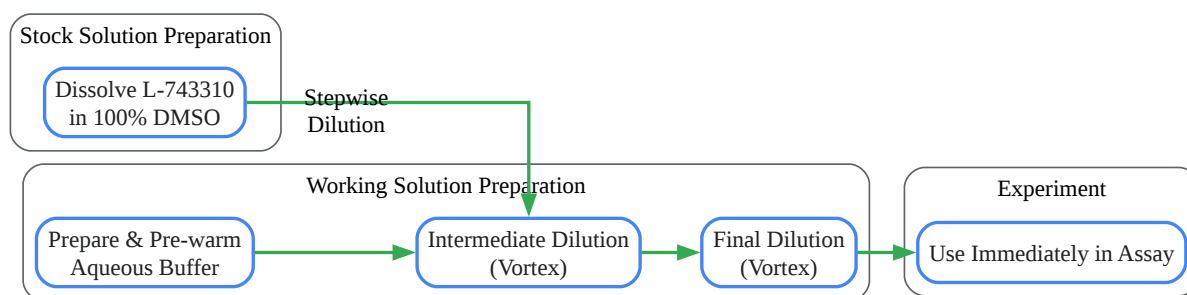 Stock Solution Preparation
Dissolve L-743310
in 100% DMSO
Stepwise
Dilution
Working Solution Preparation
Prepare & Pre-warm
Aqueous Buffer
Intermediate Dilution
(Vortex)
Final Dilution
(Vortex)
Experiment
Use Immediately in Assay